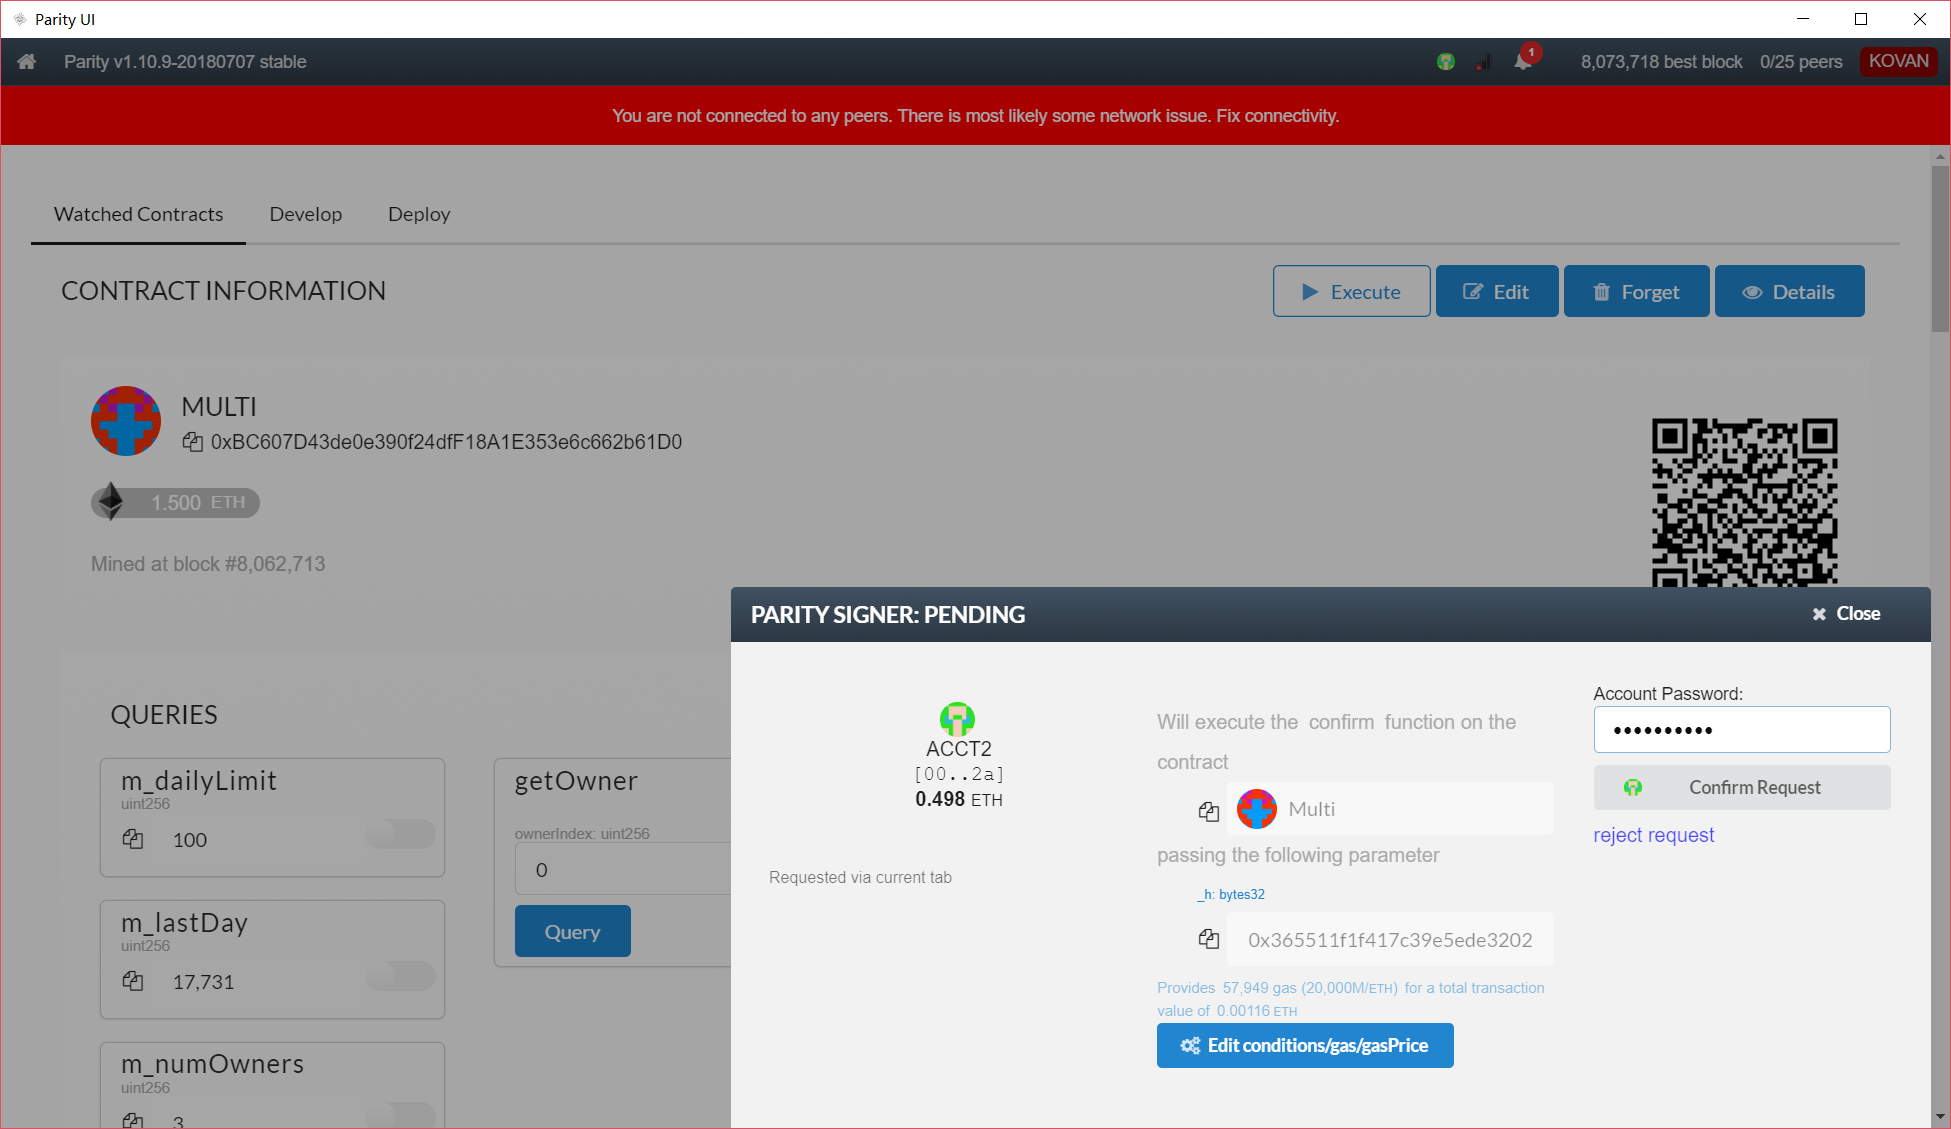 Parity UI
Parity v1.10.9-20180707 stable
1
8,073,718 best block
0/25 peers
KOVAN
You are not connected to any peers. There is most likely some network issue. Fix connectivity.
Watched Contracts
Develop
Deploy
CONTRACT INFORMATION
Execute
Edit
Forget
Details
MULTI
0xBC607D43de0e390f24dfF18A1E353e6c662b61D0
1.500 ETH
Mined at block #8,062,713
QUERIES
m_dailyLimit
uint256
100
m_lastDay
uint256
17,731
m_numOwners
uint256
3
getOwner
ownerIndex: uint256
0
Query
PARITY SIGNER: PENDING
Close
ACCT2
[00..2a]
0.498 ETH
Requested via current tab
Will execute the confirm function on the
contract
Multi
passing the following parameter
_h: bytes32
0x365511f1f417c39e5ede3202
Provides 57,949 gas (20,000M/ETH) for a total transaction
value of 0.00116 ETH
Edit conditions/gas/gasPrice
Account Password:
••••••••••
Confirm Request
reject request